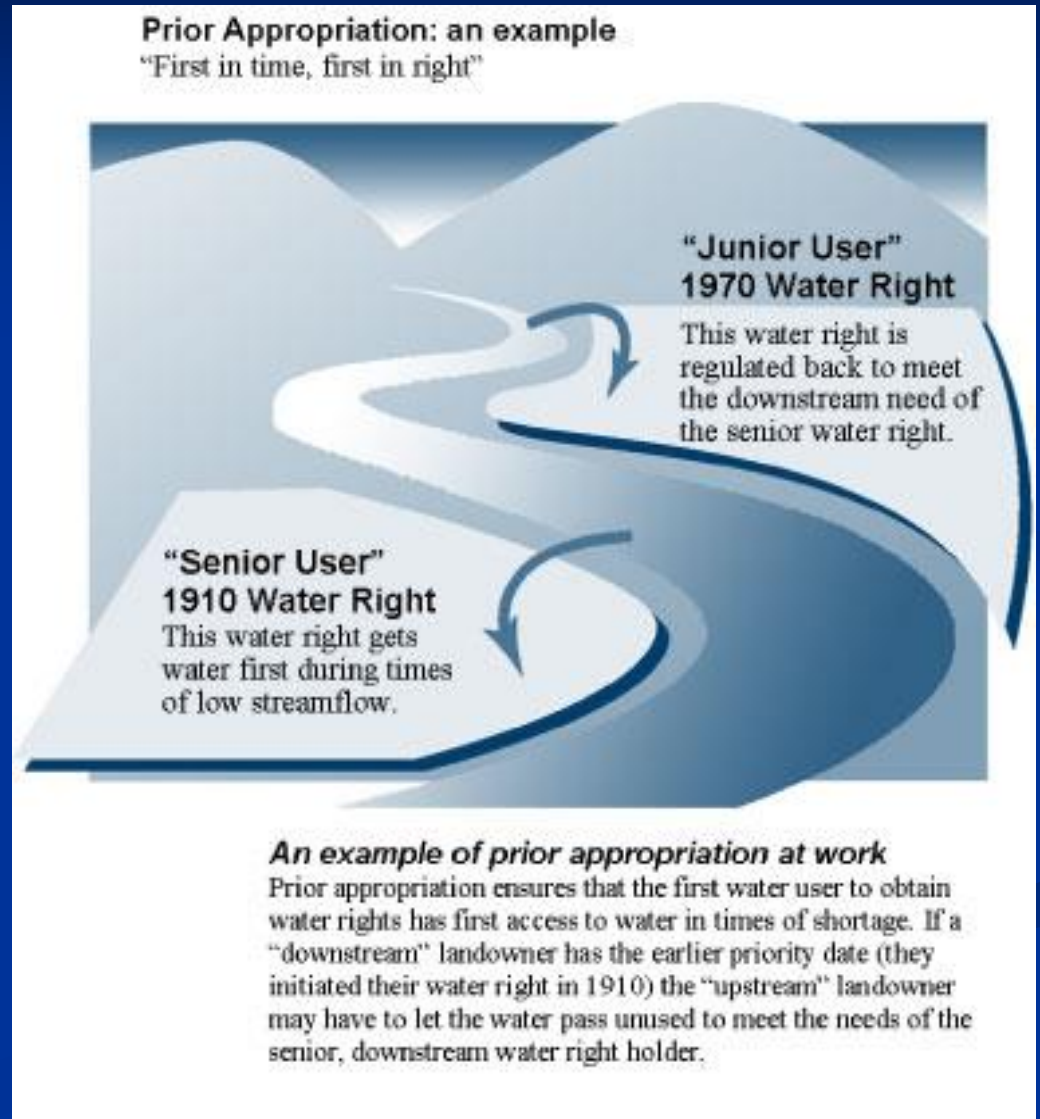 Prior Appropriation: an example
“First in time, first in right”
“Junior User”
1970 Water Right
This water right is
regulated back to meet
the downstream need of
the senior water right.
“Senior User”
1910 Water Right
This water right gets
water first during times
of low streamflow.
An example of prior appropriation at work
Prior appropriation ensures that the first water user to obtain
water rights has first access to water in times of shortage. If a
“downstream” landowner has the earlier priority date (they
initiated their water right in 1910) the “upstream” landowner
may have to let the water pass unused to meet the needs of the
senior, downstream water right holder.